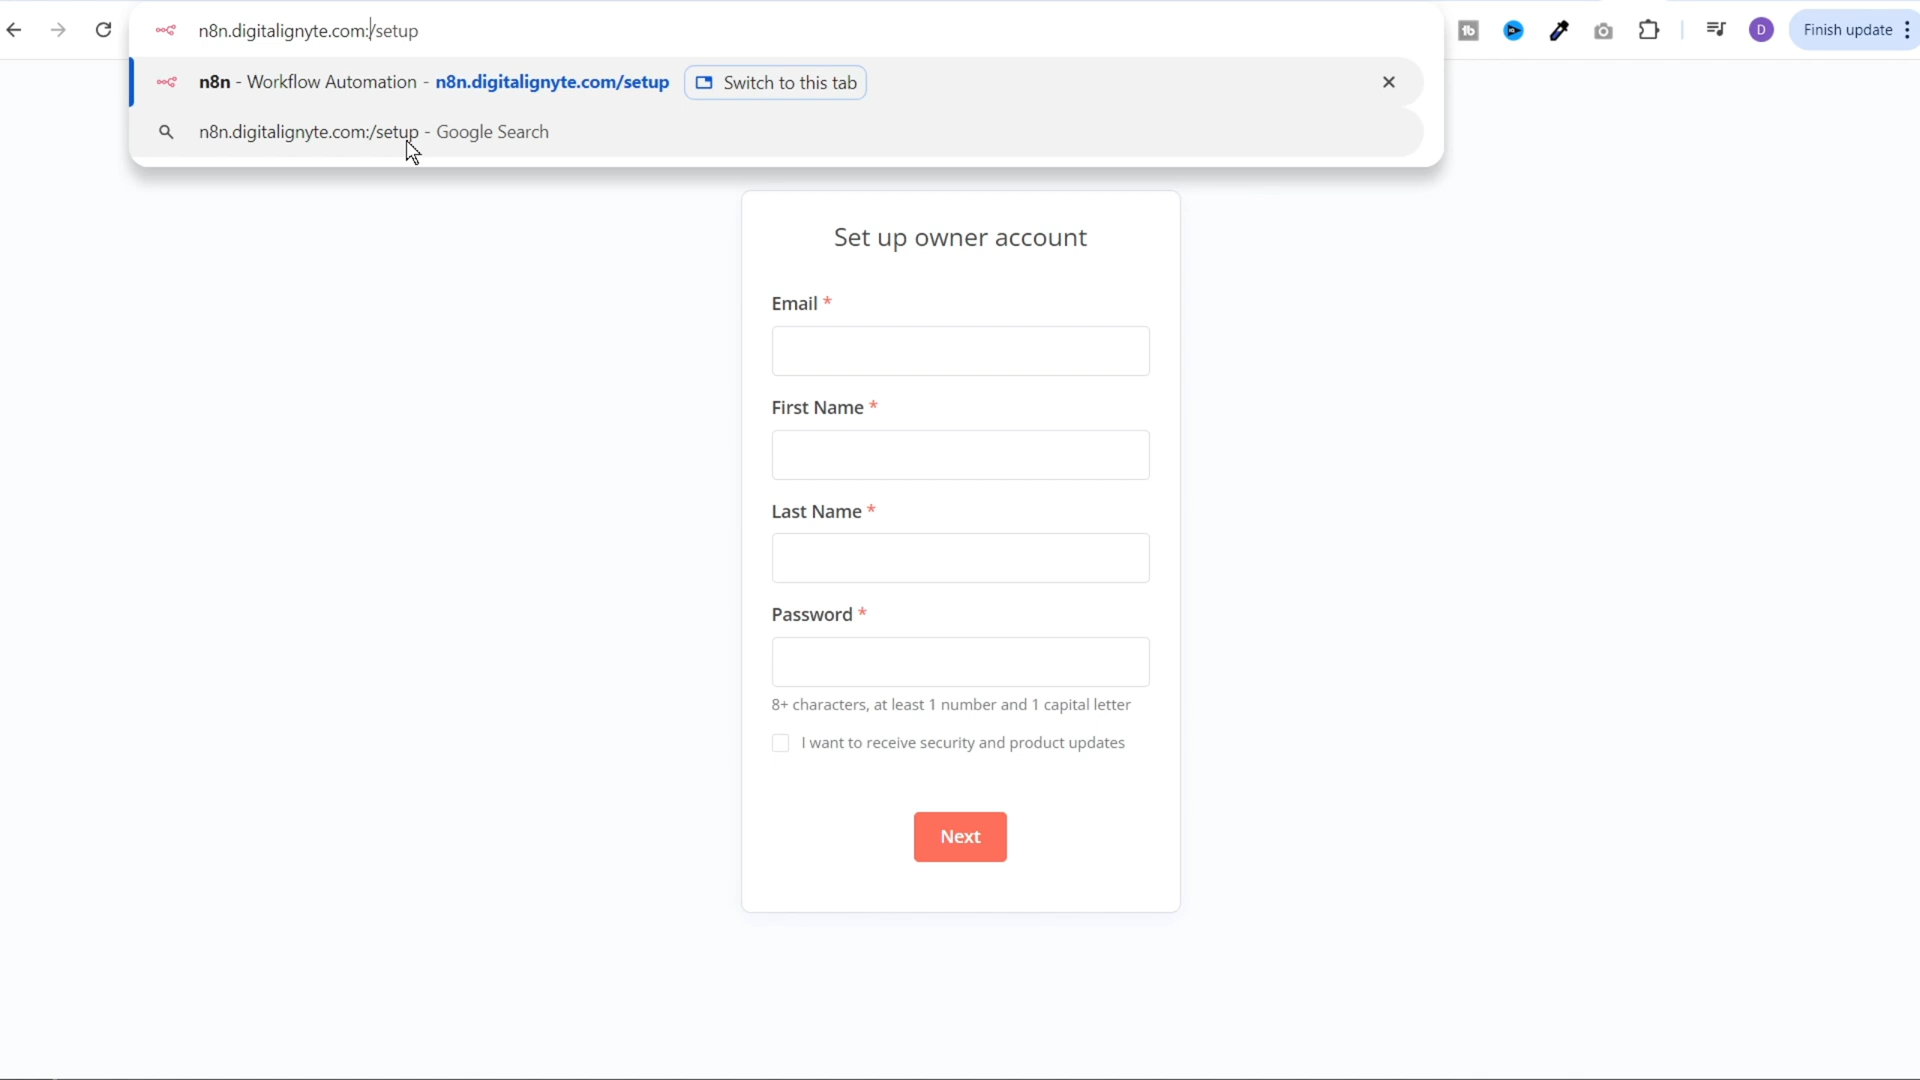 n8n.digitalignyte.com:/setup
Finish update
n8n - Workflow Automation - n8n.digitalignyte.com/setup Switch to this tab
n8n.digitalignyte.com:/setup - Google Search
Set up owner account
Email *
First Name *
Last Name *
Password *
8+ characters, at least 1 number and 1 capital letter
I want to receive security and product updates
Next
tb
D